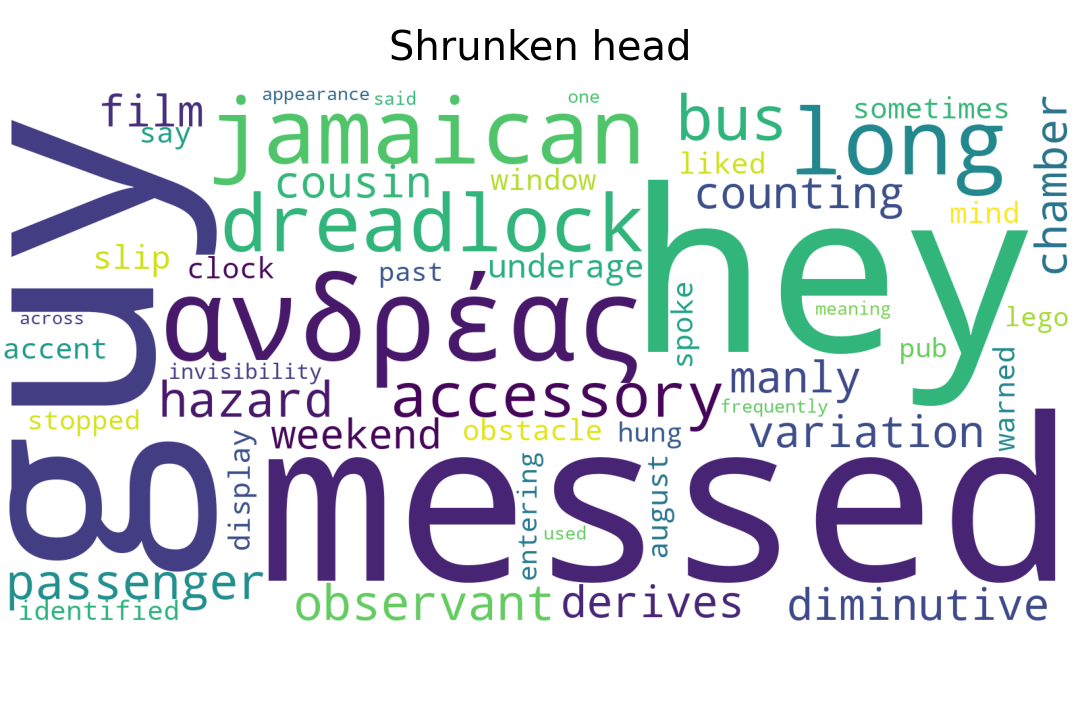 Shrunken head
appearance said one
film jamaican bus long sometimes chamber
say
cousin window liked counting
dreadlock hey mind
guy slip clock past underage
ανδρέας spoke meaning lego
across
accent invisibility pub
hazard accessory manly warned
stopped weekend obstacle hung frequently variation
display messed entering august
used
passenger
identified observant derives diminutive